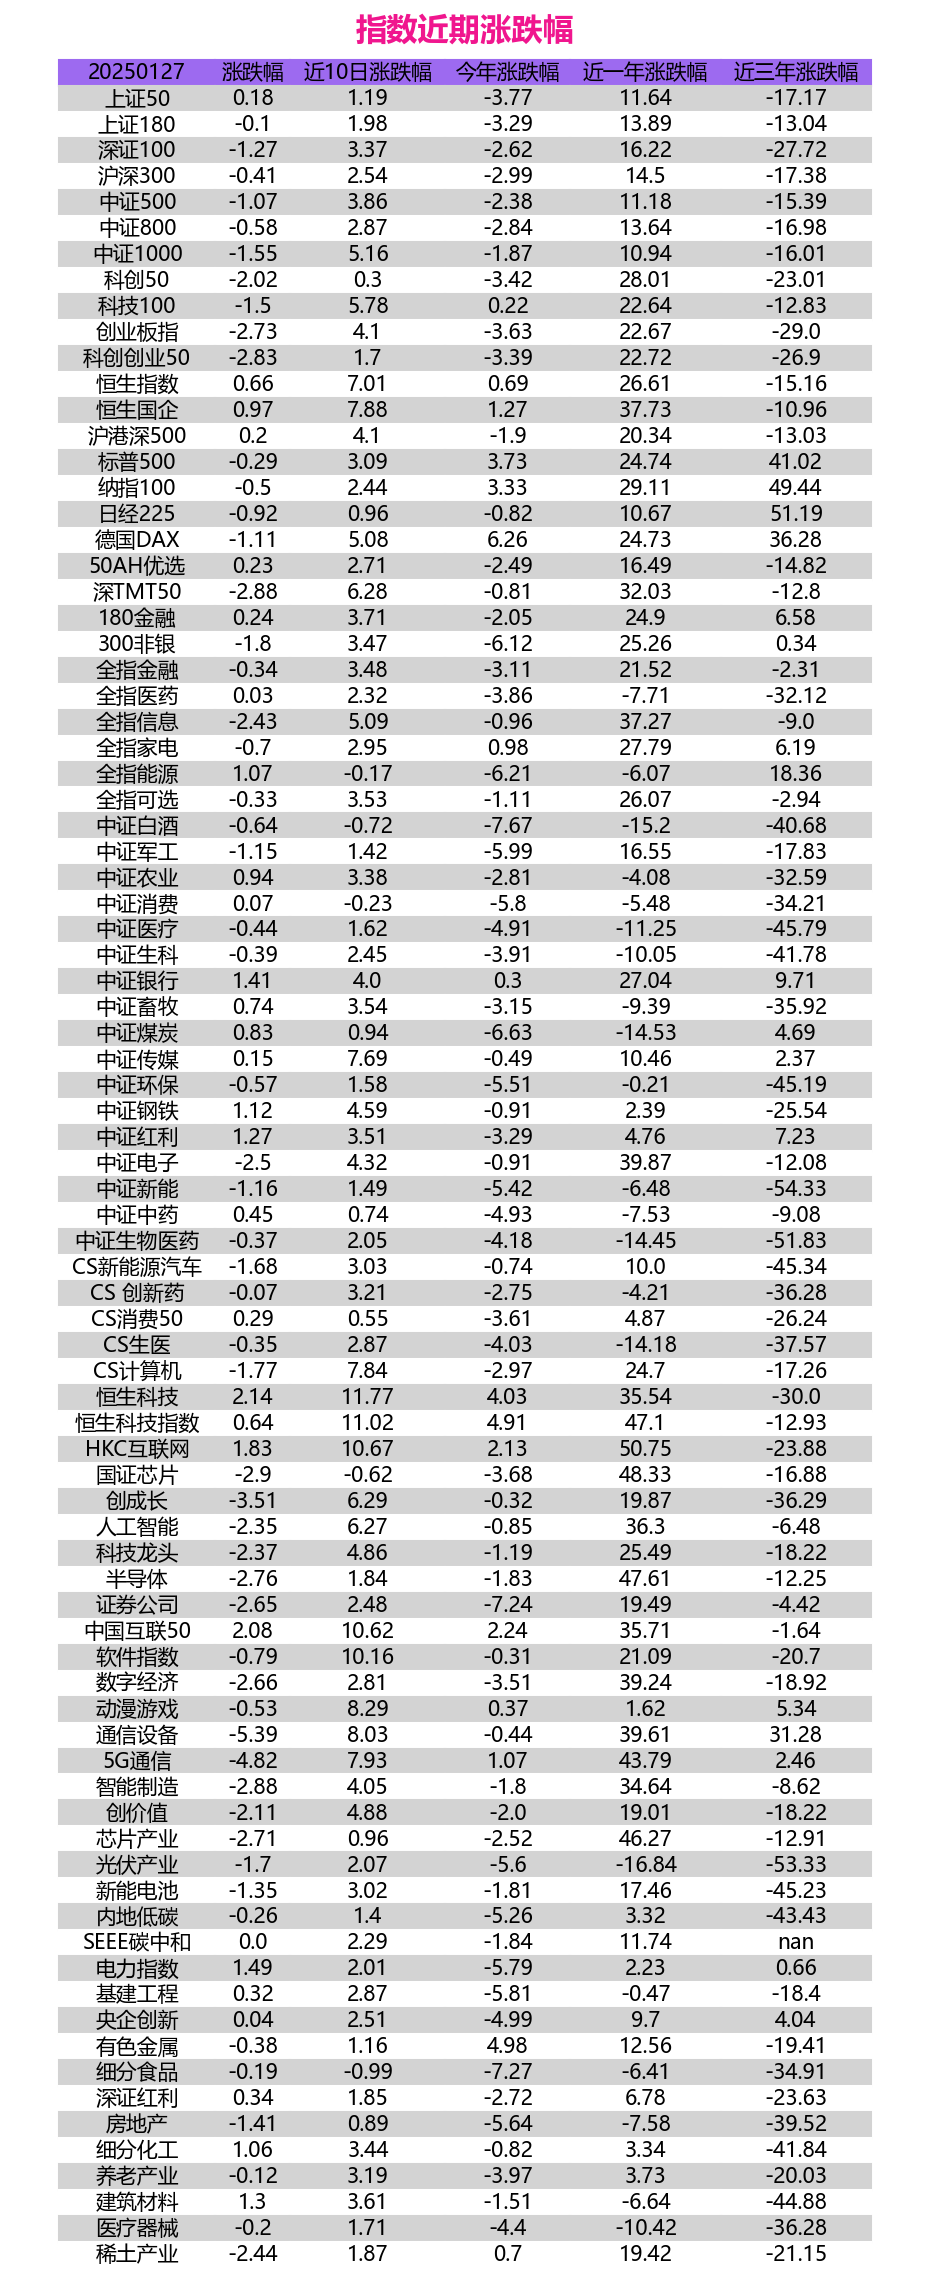 指数近期涨跌幅
20250127 涨跌幅 近10日涨跌幅 今年涨跌幅 近一年涨跌幅 近三年涨跌幅
上证50 0.18 1.19 -3.77 11.64 -17.17
上证180 -0.1 1.98 -3.29 13.89 -13.04
深证100 -1.27 3.37 -2.62 16.22 -27.72
沪深300 -0.41 2.54 -2.99 14.5 -17.38
中证500 -1.07 3.86 -2.38 11.18 -15.39
中证800 -0.58 2.87 -2.84 13.64 -16.98
中证1000 -1.55 5.16 -1.87 10.94 -16.01
科创50 -2.02 0.3 -3.42 28.01 -23.01
科技100 -1.5 5.78 0.22 22.64 -12.83
创业板指 -2.73 4.1 -3.63 22.67 -29.0
科创创业50 -2.83 1.7 -3.39 22.72 -26.9
恒生指数 0.66 7.01 0.69 26.61 -15.16
恒生国企 0.97 7.88 1.27 37.73 -10.96
沪港深500 0.2 4.1 -1.9 20.34 -13.03
标普500 -0.29 3.09 3.73 24.74 41.02
纳指100 -0.5 2.44 3.33 29.11 49.44
日经225 -0.92 0.96 -0.82 10.67 51.19
德国DAX -1.11 5.08 6.26 24.73 36.28
50AH优选 0.23 2.71 -2.49 16.49 -14.82
深TMT50 -2.88 6.28 -0.81 32.03 -12.8
180金融 0.24 3.71 -2.05 24.9 6.58
300非银 -1.8 3.47 -6.12 25.26 0.34
全指金融 -0.34 3.48 -3.11 21.52 -2.31
全指医药 0.03 2.32 -3.86 -7.71 -32.12
全指信息 -2.43 5.09 -0.96 37.27 -9.0
全指家电 -0.7 2.95 0.98 27.79 6.19
全指能源 1.07 -0.17 -6.21 -6.07 18.36
全指可选 -0.33 3.53 -1.11 26.07 -2.94
中证白酒 -0.64 -0.72 -7.67 -15.2 -40.68
中证军工 -1.15 1.42 -5.99 16.55 -17.83
中证农业 0.94 3.38 -2.81 -4.08 -32.59
中证消费 0.07 -0.23 -5.8 -5.48 -34.21
中证医疗 -0.44 1.62 -4.91 -11.25 -45.79
中证生科 -0.39 2.45 -3.91 -10.05 -41.78
中证银行 1.41 4.0 0.3 27.04 9.71
中证畜牧 0.74 3.54 -3.15 -9.39 -35.92
中证煤炭 0.83 0.94 -6.63 -14.53 4.69
中证传媒 0.15 7.69 -0.49 10.46 2.37
中证环保 -0.57 1.58 -5.51 -0.21 -45.19
中证钢铁 1.12 4.59 -0.91 2.39 -25.54
中证红利 1.27 3.51 -3.29 4.76 7.23
中证电子 -2.5 4.32 -0.91 39.87 -12.08
中证新能 -1.16 1.49 -5.42 -6.48 -54.33
中证中药 0.45 0.74 -4.93 -7.53 -9.08
中证生物医药 -0.37 2.05 -4.18 -14.45 -51.83
CS新能源汽车 -1.68 3.03 -0.74 10.0 -45.34
CS 创新药 -0.07 3.21 -2.75 -4.21 -36.28
CS消费50 0.29 0.55 -3.61 4.87 -26.24
CS生医 -0.35 2.87 -4.03 -14.18 -37.57
CS计算机 -1.77 7.84 -2.97 24.7 -17.26
恒生科技 2.14 11.77 4.03 35.54 -30.0
恒生科技指数 0.64 11.02 4.91 47.1 -12.93
HKC互联网 1.83 10.67 2.13 50.75 -23.88
国证芯片 -2.9 -0.62 -3.68 48.33 -16.88
创成长 -3.51 6.29 -0.32 19.87 -36.29
人工智能 -2.35 6.27 -0.85 36.3 -6.48
科技龙头 -2.37 4.86 -1.19 25.49 -18.22
半导体 -2.76 1.84 -1.83 47.61 -12.25
证券公司 -2.65 2.48 -7.24 19.49 -4.42
中国互联50 2.08 10.62 2.24 35.71 -1.64
软件指数 -0.79 10.16 -0.31 21.09 -20.7
数字经济 -2.66 2.81 -3.51 39.24 -18.92
动漫游戏 -0.53 8.29 0.37 1.62 5.34
通信设备 -5.39 8.03 -0.44 39.61 31.28
5G通信 -4.82 7.93 1.07 43.79 2.46
智能制造 -2.88 4.05 -1.8 34.64 -8.62
创价值 -2.11 4.88 -2.0 19.01 -18.22
芯片产业 -2.71 0.96 -2.52 46.27 -12.91
光伏产业 -1.7 2.07 -5.6 -16.84 -53.33
新能电池 -1.35 3.02 -1.81 17.46 -45.23
内地低碳 -0.26 1.4 -5.26 3.32 -43.43
SEEE碳中和 0.0 2.29 -1.84 11.74 nan
电力指数 1.49 2.01 -5.79 2.23 0.66
基建工程 0.32 2.87 -5.81 -0.47 -18.4
央企创新 0.04 2.51 -4.99 9.7 4.04
有色金属 -0.38 1.16 4.98 12.56 -19.41
细分食品 -0.19 -0.99 -7.27 -6.41 -34.91
深证红利 0.34 1.85 -2.72 6.78 -23.63
房地产 -1.41 0.89 -5.64 -7.58 -39.52
细分化工 1.06 3.44 -0.82 3.34 -41.84
养老产业 -0.12 3.19 -3.97 3.73 -20.03
建筑材料 1.3 3.61 -1.51 -6.64 -44.88
医疗器械 -0.2 1.71 -4.4 -10.42 -36.28
稀土产业 -2.44 1.87 0.7 19.42 -21.15